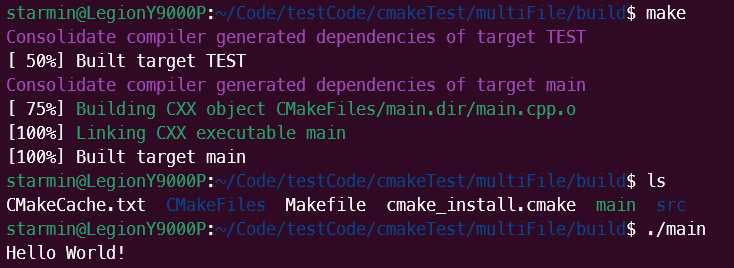 starmin@LegionY9000P:~/Code/testCode/cmakeTest/multiFile/build$ make
Consolidate compiler generated dependencies of target TEST
[ 50%] Built target TEST
Consolidate compiler generated dependencies of target main
[ 75%] Building CXX object CMakeFiles/main.dir/main.cpp.o
[100%] Linking CXX executable main
[100%] Built target main
starmin@LegionY9000P:~/Code/testCode/cmakeTest/multiFile/build$ ls
CMakeCache.txt  CMakeFiles  Makefile  cmake_install.cmake  main  src
starmin@LegionY9000P:~/Code/testCode/cmakeTest/multiFile/build$ ./main
Hello World!